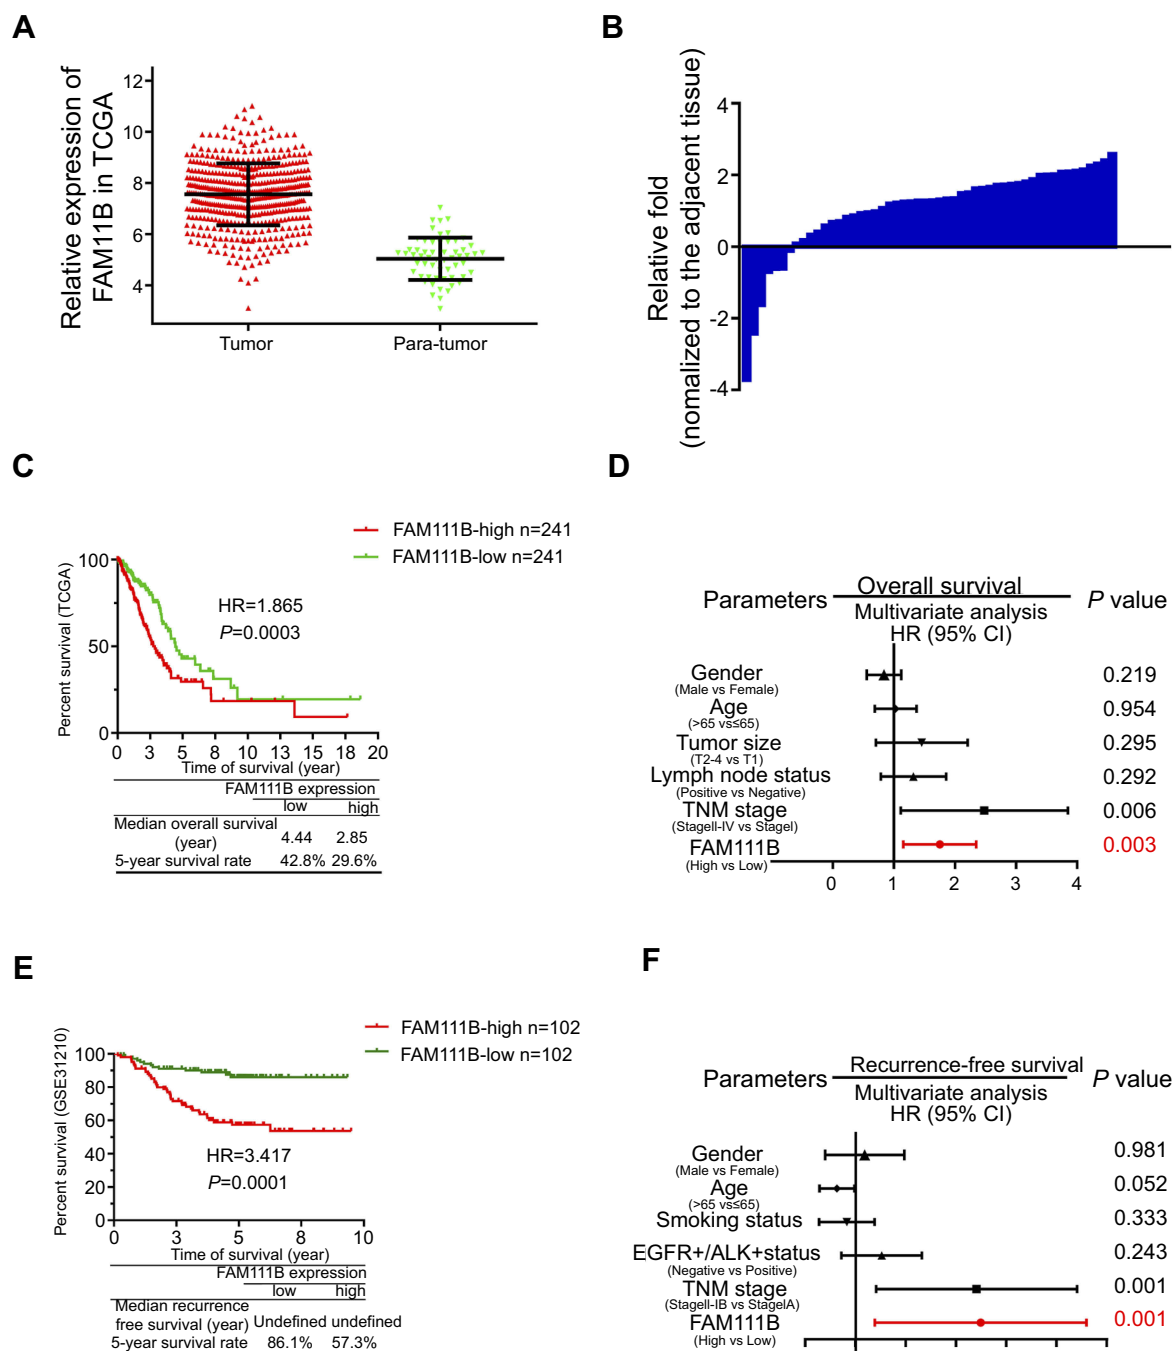 A
Relative expression of
FAM11B in TCGA
12
10
8
6
4
Tumor
Para-tumor
B
Relative fold
(nomalized to the adjacent tissue)
4
2
0
-2
-4
C
FAM111B-high n=241
FAM111B-low n=241
Percent survival (TCGA)
100
50
0
HR=1.865
P=0.0003
0 3 5 8 10 13 15 18 20
Time of survival (year)
FAM111B expression
low high
Median overall survival
(year) 4.44 2.85
5-year survival rate 42.8% 29.6%
D
Parameters Overall survival P value
Multivariate analysis
HR (95% CI)
Gender 0.219
(Male vs Female)
Age 0.954
(>65 vs≤65)
Tumor size 0.295
(T2-4 vs T1)
Lymph node status 0.292
(Positive vs Negative)
TNM stage 0.006
(StageII-IV vs StageI)
FAM111B 0.003
(High vs Low)
0 1 2 3 4
E
FAM111B-high n=102
FAM111B-low n=102
Percent survival (GSE31210)
100
80
60
40
20
0
HR=3.417
P=0.0001
0 3 5 8 10
Time of survival (year)
FAM111B expression
low high
Median recurrence
free survival (year) Undefined undefined
5-year survival rate 86.1% 57.3%
F
Parameters Recurrence-free survival P value
Multivariate analysis
HR (95% CI)
Gender 0.981
(Male vs Female)
Age 0.052
(>65 vs≤65)
Smoking status 0.333
EGFR+/ALK+status 0.243
(Negative vs Positive)
TNM stage 0.001
(StageII-IB vs StageIA)
FAM111B 0.001
(High vs Low)